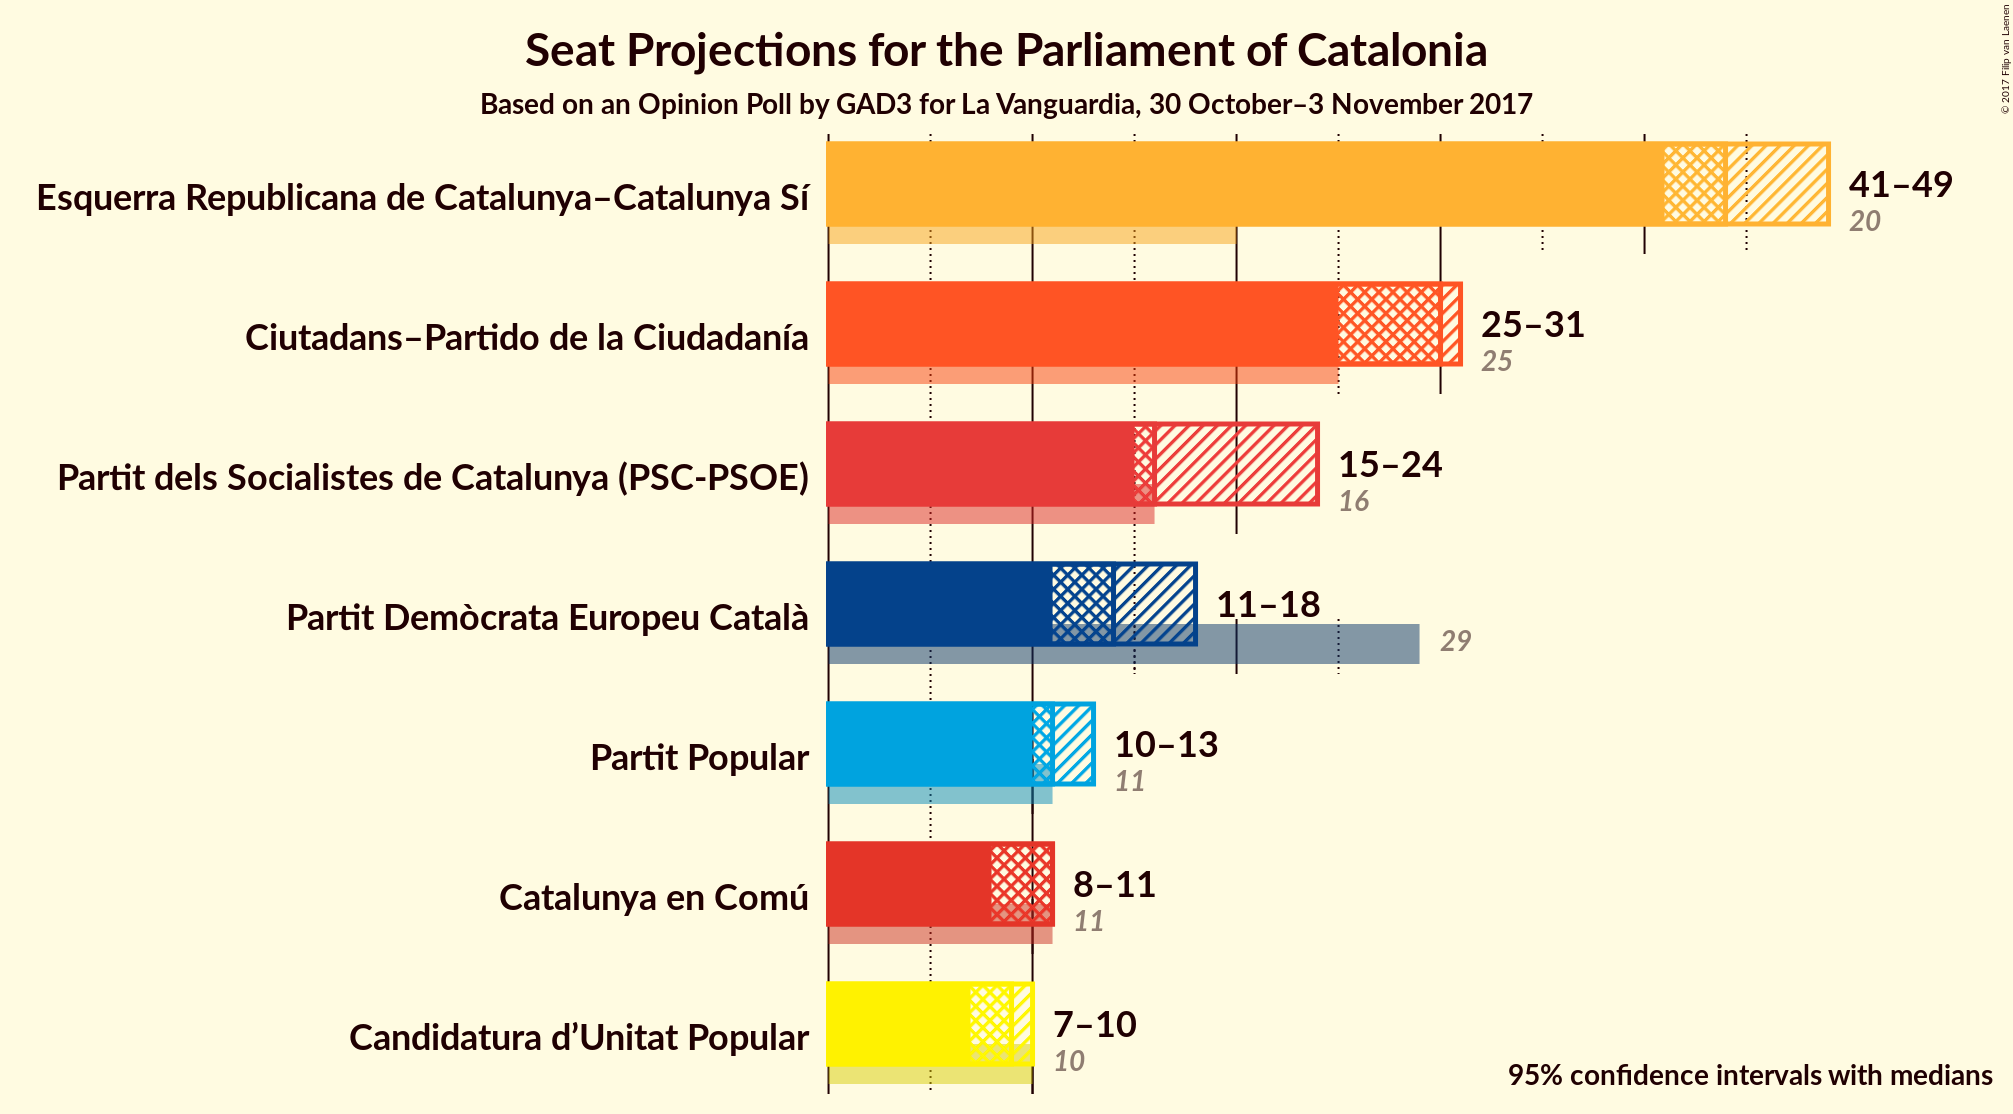 Seat Projections for the Parliament of Catalonia
Based on an Opinion Poll by GAD3 for La Vanguardia, 30 October–3 November 2017
© 2017 Filip van Laenen
Esquerra Republicana de Catalunya–Catalunya Sí
41–49
20
Ciutadans–Partido de la Ciudadanía
25–31
25
Partit dels Socialistes de Catalunya (PSC-PSOE)
15–24
16
Partit Demòcrata Europeu Català
11–18
29
Partit Popular
10–13
11
Catalunya en Comú
8–11
11
Candidatura d’Unitat Popular
7–10
10
95% confidence intervals with medians